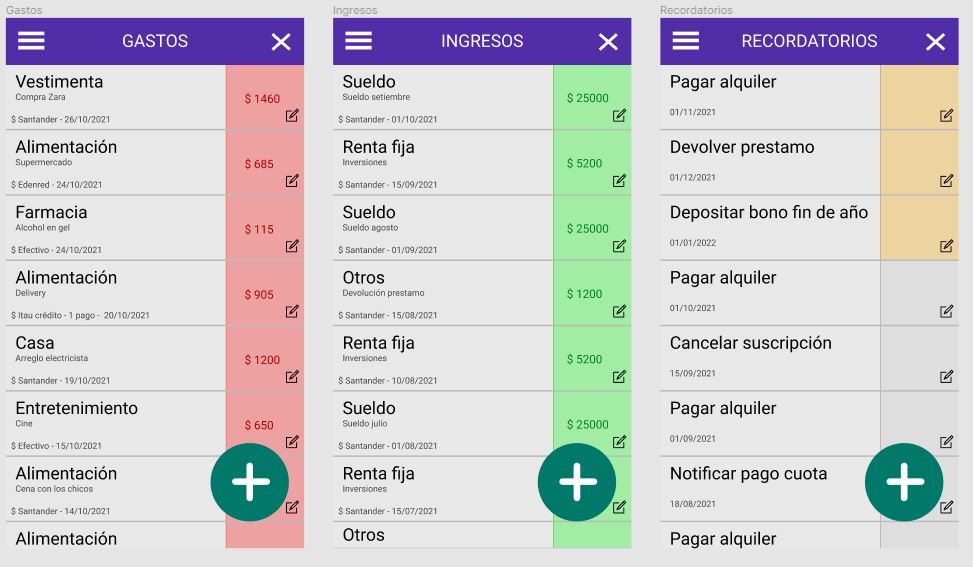 Gastos
GASTOS
Vestimenta
Compra Zara
$ 1460
$ Santander - 26/10/2021
Alimentación
Supermercado
$ 685
$ Edenred - 24/10/2021
Farmacia
Alcohol en gel
$ 115
$ Efectivo - 24/10/2021
Alimentación
Delivery
$ 905
$ Itau crédito - 1 pago - 20/10/2021
Casa
Arreglo electricista
$ 1200
$ Santander - 19/10/2021
Entretenimiento
Cine
$ 650
$ Efectivo - 15/10/2021
Alimentación
Cena con los chicos
$ Santander - 14/10/2021
Alimentación
Ingresos
INGRESOS
Sueldo
Sueldo setiembre
$ 25000
$ Santander - 01/10/2021
Renta fija
Inversiones
$ 5200
$ Santander - 15/09/2021
Sueldo
Sueldo agosto
$ 25000
$ Santander - 01/09/2021
Otros
Devolución prestamo
$ 1200
$ Santander - 15/08/2021
Renta fija
Inversiones
$ 5200
$ Santander - 10/08/2021
Sueldo
Sueldo julio
$ 25000
$ Santander - 01/08/2021
Renta fija
Inversiones
$ Santander - 15/07/2021
Otros
Recordatorios
RECORDATORIOS
Pagar alquiler
01/11/2021
Devolver prestamo
01/12/2021
Depositar bono fin de año
01/01/2022
Pagar alquiler
01/10/2021
Cancelar suscripción
15/09/2021
Pagar alquiler
01/09/2021
Notificar pago cuota
18/08/2021
Pagar alquiler